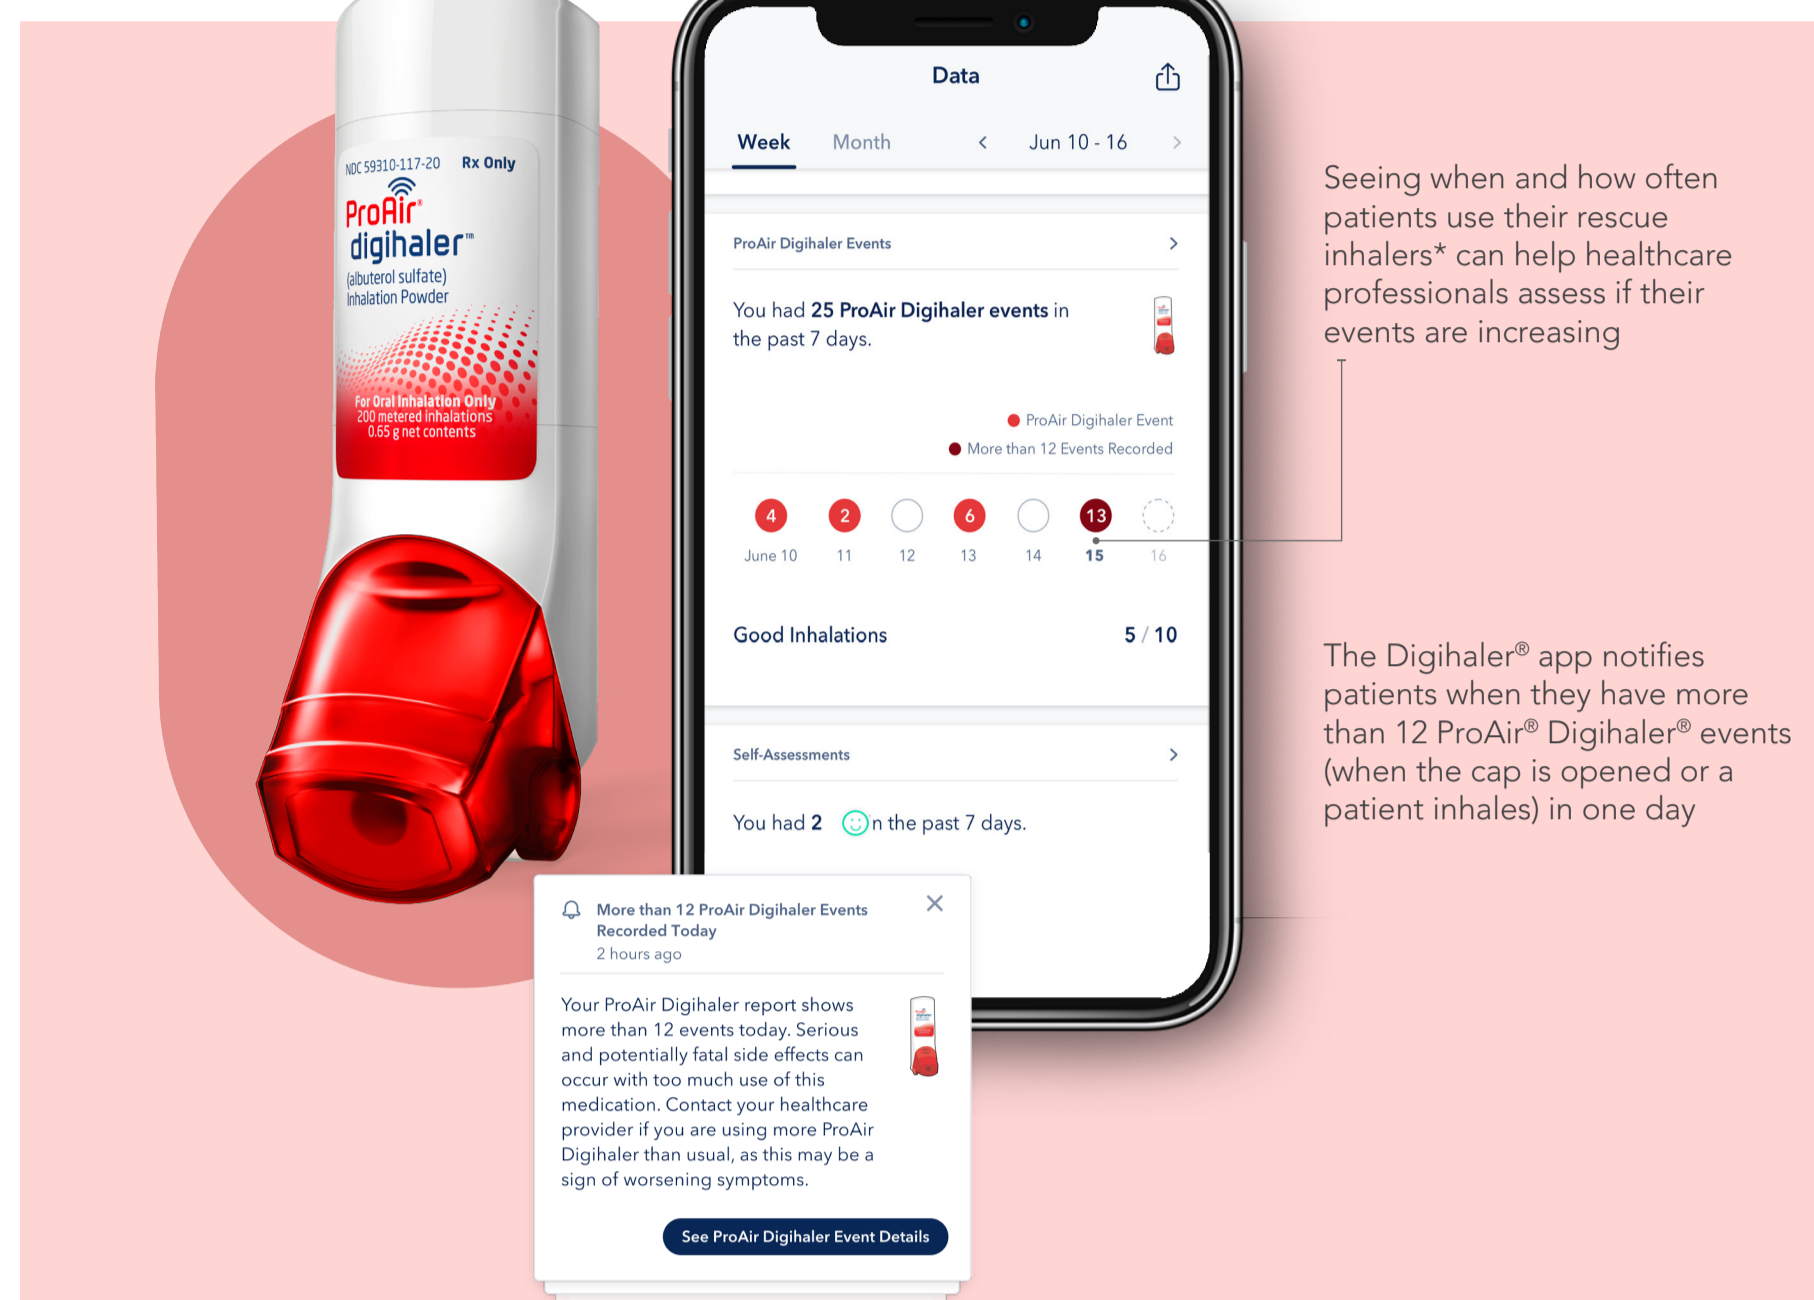 NDC 59310-117-20 Rx Only
ProAir®
digihaler™
(albuterol sulfate)
Inhalation Powder
For Oral Inhalation Only
200 metered inhalations
0.65 g net contents
Data
Week Month < Jun 10 - 16 >
ProAir Digihaler Events >
You had 25 ProAir Digihaler events in
the past 7 days.
ProAir Digihaler Event
More than 12 Events Recorded
4 2 6 13
June 10 11 12 13 14 15 16
Good Inhalations 5 / 10
Self-Assessments >
You had 2 n the past 7 days.
More than 12 ProAir Digihaler Events
Recorded Today
2 hours ago
Your ProAir Digihaler report shows
more than 12 events today. Serious
and potentially fatal side effects can
occur with too much use of this
medication. Contact your healthcare
provider if you are using more ProAir
Digihaler than usual, as this may be a
sign of worsening symptoms.
See ProAir Digihaler Event Details
Seeing when and how often
patients use their rescue
inhalers* can help healthcare
professionals assess if their
events are increasing
The Digihaler® app notifies
patients when they have more
than 12 ProAir® Digihaler® events
(when the cap is opened or a
patient inhales) in one day